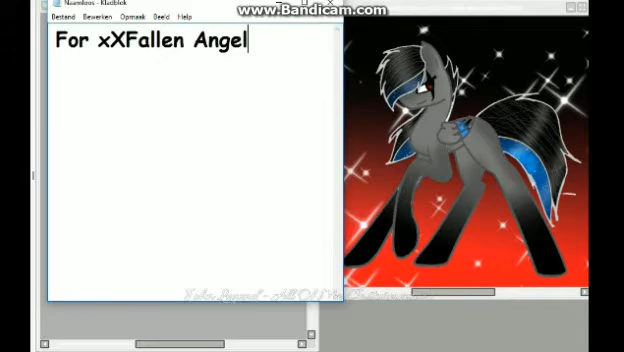 www.Bandicam.com
Naamloos - Kladblok
Bestand Bewerken Opmaak Beeld Help
For xXFallen Angel